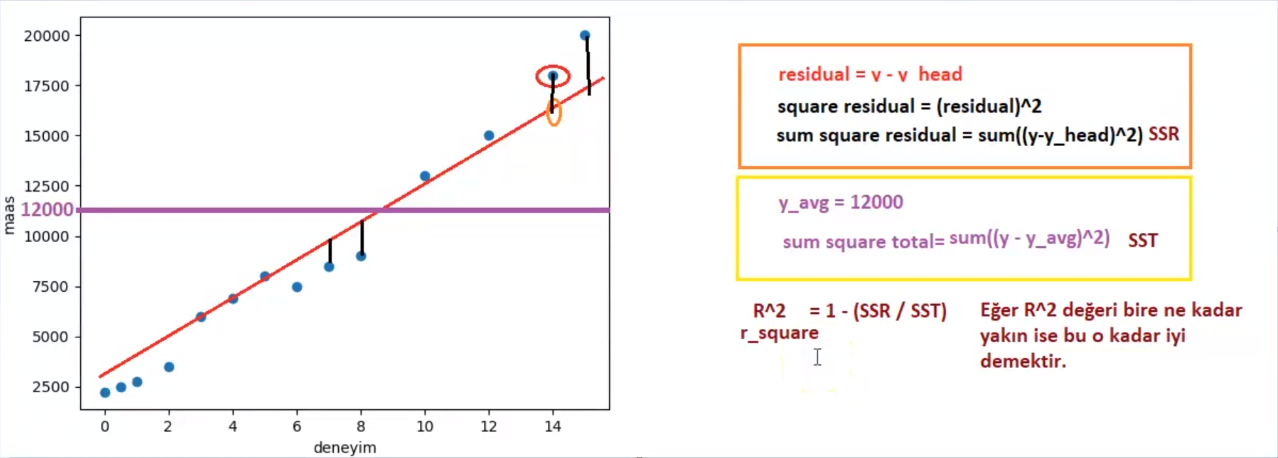 20000
17500
15000
12500
12000
10000
7500
5000
2500
maas
0 2 4 6 8 10 12 14
deneyim
residual = y - y head
square residual = (residual)^2
sum square residual = sum((y-y_head)^2) SSR
y_avg = 12000
sum square total= sum((y - y_avg)^2) SST
R^2 = 1 - (SSR / SST)
r_square
Eğer R^2 değeri bire ne kadar
yakın ise bu o kadar iyi
demektir.